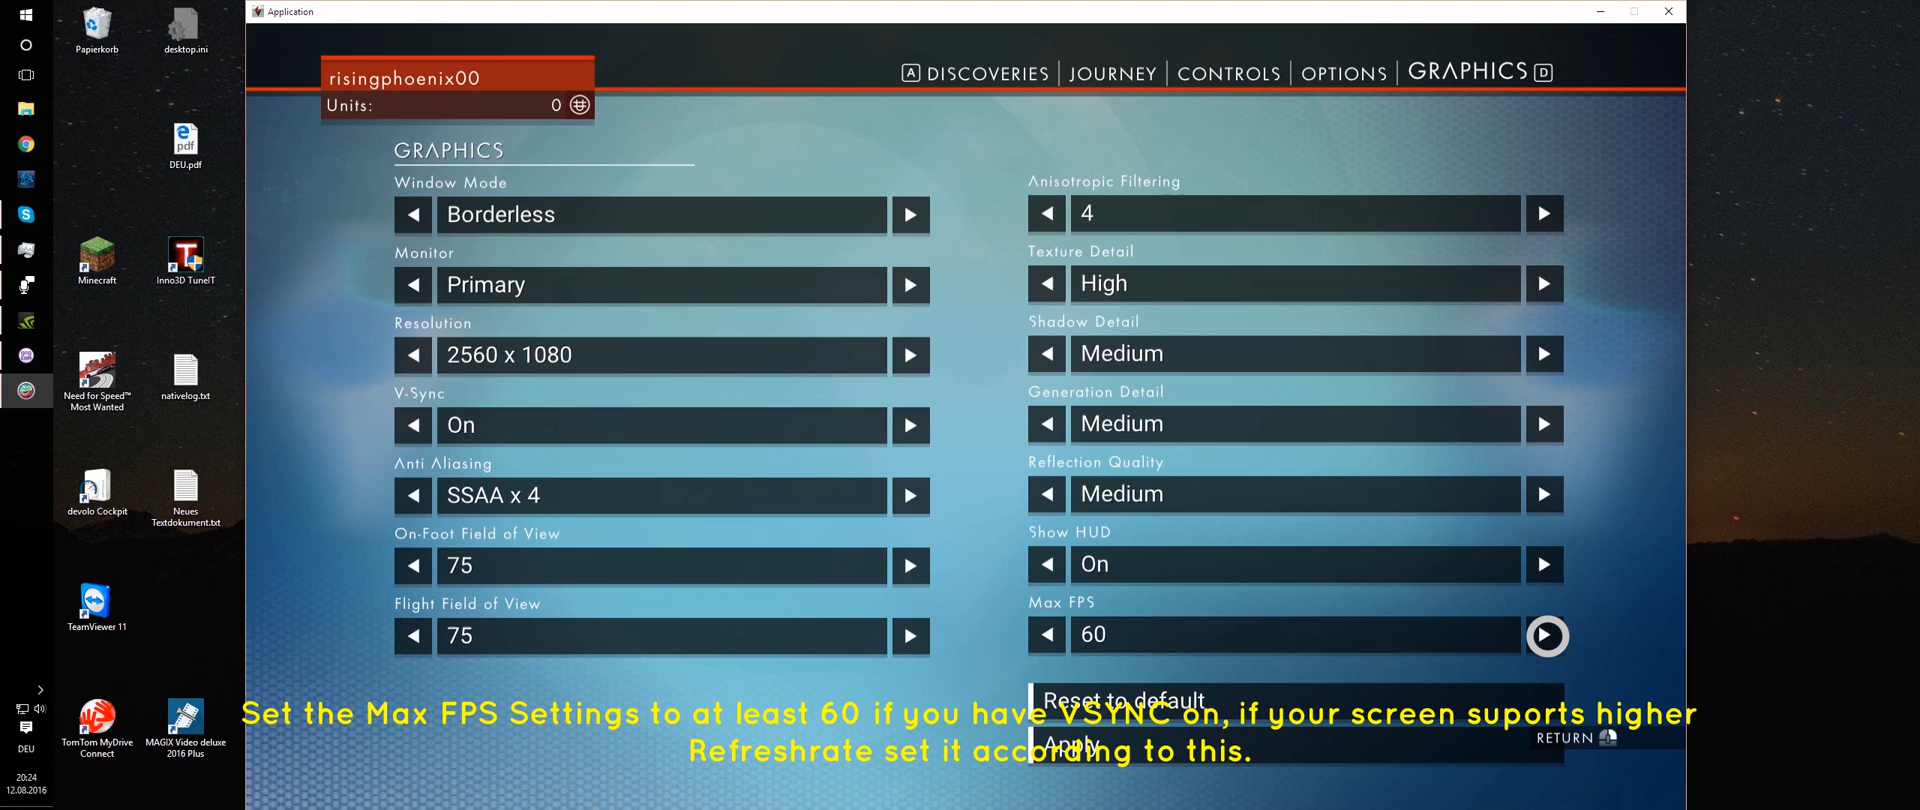 Application
Papierkorb
desktop.ini
pdf
DEU.pdf
Minecraft
Inno3D TuneIT
Need for Speed™
Most Wanted
nativelog.txt
devolo Cockpit
Neues
Textdokument.txt
TeamViewer 11
TomTom MyDrive
Connect
MAGIX Video deluxe
2016 Plus
DEU
20:24
12.08.2016
risingphoenix00
Units: 0
A DISCOVERIES JOURNEY CONTROLS OPTIONS GRAPHICS D
GRAPHICS
Window Mode
Borderless
Monitor
Primary
Resolution
2560 x 1080
V-Sync
On
Anti Aliasing
SSAA x 4
On-Foot Field of View
75
Flight Field of View
75
Anisotropic Filtering
4
Texture Detail
High
Shadow Detail
Medium
Generation Detail
Medium
Reflection Quality
Medium
Show HUD
On
Max FPS
60
Reset to default
Apply
RETURN
Set the Max FPS Settings to at least 60 if you have VSYNC on, if your screen suports higher
Refreshrate set it according to this.